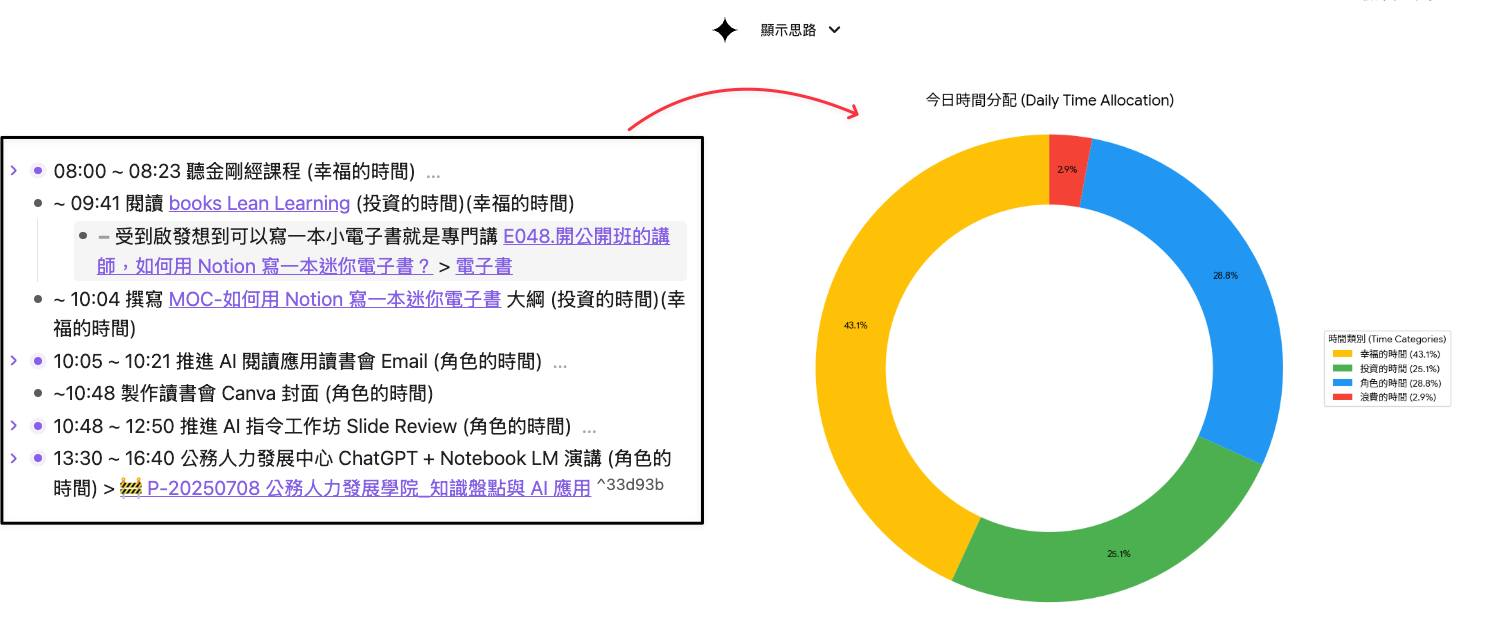 顯示思路
08:00 ~ 08:23 聽金剛經課程 (幸福的時間) ...
~ 09:41 閱讀 books Lean Learning (投資的時間)(幸福的時間)
– 受到啟發想到可以寫一本小電子書就是專門講 E048.開公開班的講
師，如何用 Notion 寫一本迷你電子書？ > 電子書
~ 10:04 撰寫 MOC-如何用 Notion 寫一本迷你電子書 大綱 (投資的時間)(幸
福的時間)
10:05 ~ 10:21 推進 AI 閱讀應用讀書會 Email (角色的時間) ...
~10:48 製作讀書會 Canva 封面 (角色的時間)
10:48 ~ 12:50 推進 AI 指令工作坊 Slide Review (角色的時間) ...
13:30 ~ 16:40 公務人力發展中心 ChatGPT + Notebook LM 演講 (角色的
時間) > 🚧 P-20250708 公務人力發展學院_知識盤點與 AI 應用 ^33d93b
今日時間分配 (Daily Time Allocation)
2.9%
28.8%
43.1%
25.1%
時間類別 (Time Categories)
幸福的時間 (43.1%)
投資的時間 (25.1%)
角色的時間 (28.8%)
浪費的時間 (2.9%)